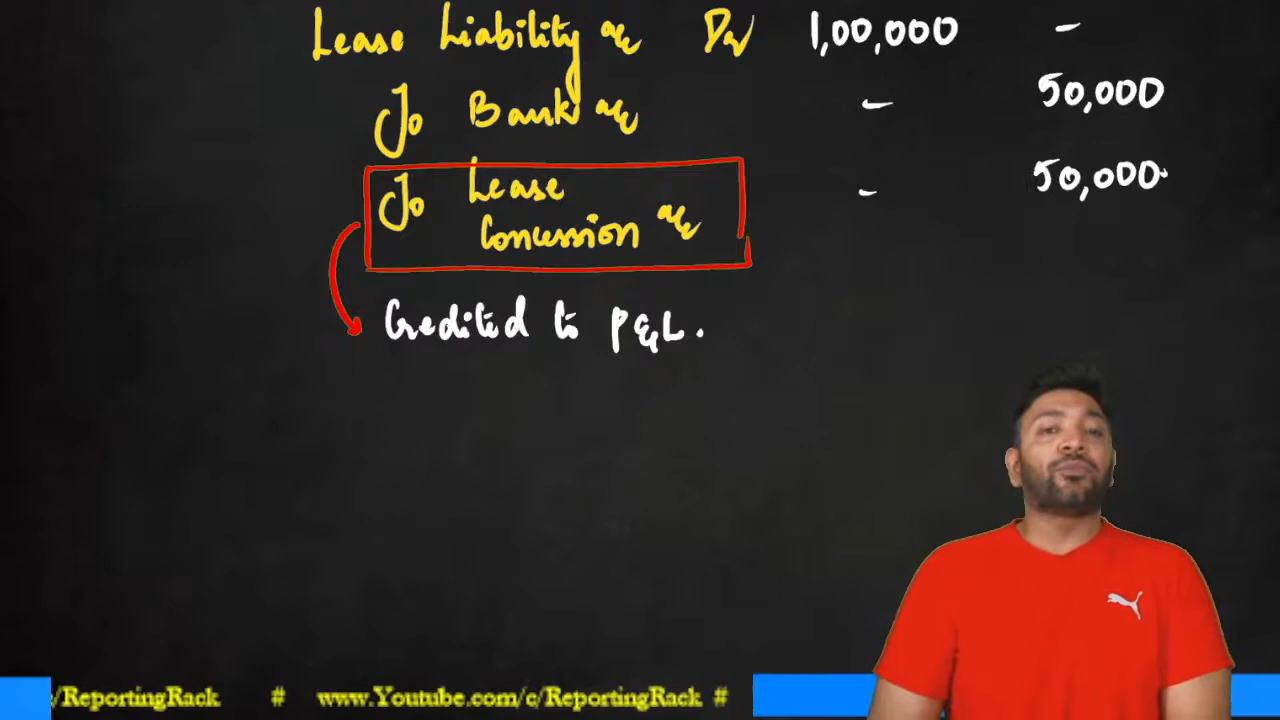 Lease Liability a/c Dr 1,00,000 -
To Bank a/c - 50,000
To Lease - 50,000
Concession a/c
Credited to P & L.
/ReportingRack # www.Youtube.com/c/ReportingRack #